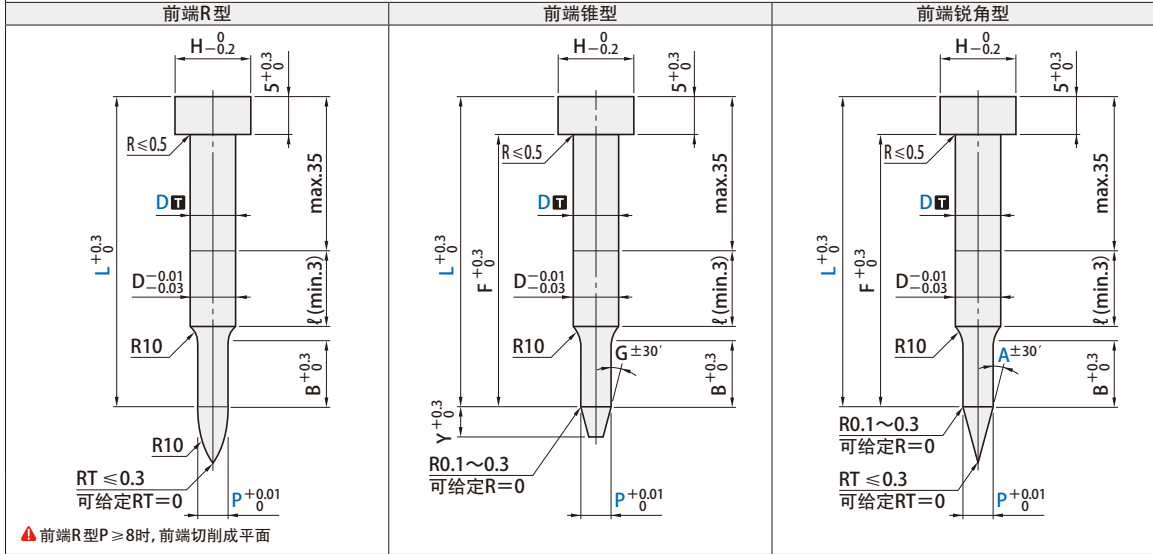 前端R型
H 0 −0.2
5 +0.3 0
R≤0.5
max.35
D T
L +0.3 0
D −0.01 −0.03
ℓ(min.3)
R10
B +0.3 0
R10
RT≤0.3
可给定RT=0
P +0.01 0
前端R型P≥8时, 前端切削成平面
前端锥型
H 0 −0.2
5 +0.3 0
R≤0.5
max.35
D T
L +0.3 0
F +0.3 0
D −0.01 −0.03
ℓ(min.3)
R10
G ±30′
B +0.3 0
Y +0.3 0
R0.1〜0.3
可给定R=0
P +0.01 0
前端锐角型
H 0 −0.2
5 +0.3 0
R≤0.5
max.35
D T
L +0.3 0
F +0.3 0
D −0.01 −0.03
ℓ(min.3)
R10
A ±30′
B +0.3 0
R0.1〜0.3
可给定R=0
RT≤0.3
可给定RT=0
P +0.01 0